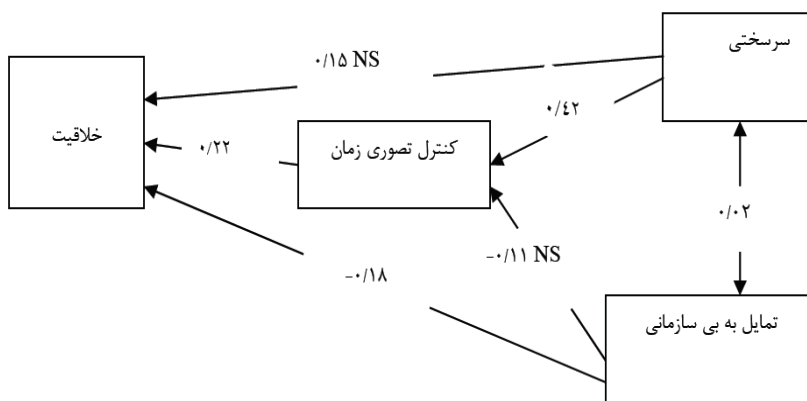 سرسختی
۰/۱۵ NS
خلاقیت
۰/٤۲
کنترل تصوری زمان
۰/۲۲
۰/۰۲
-۰/۱۱ NS
-۰/۱۸
تمایل به بی سازمانی